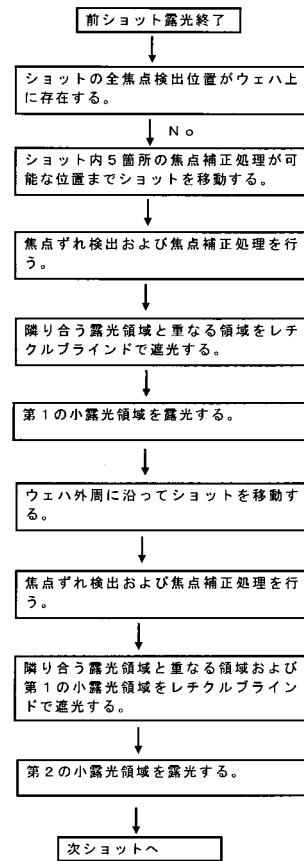 前ショット露光終了
ショットの全焦点検出位置がウェハ上
に存在する。
No
ショット内5箇所の焦点補正処理が可
能な位置までショットを移動する。
焦点ずれ検出および焦点補正処理を行
う。
隣り合う露光領域と重なる領域をレチ
クルブラインドで遮光する。
第1の小露光領域を露光する。
ウェハ外周に沿ってショットを移動す
る。
焦点ずれ検出および焦点補正処理を行
う。
隣り合う露光領域と重なる領域および
第1の小露光領域をレチクルブライン
ドで遮光する。
第2の小露光領域を露光する。
次ショットへ